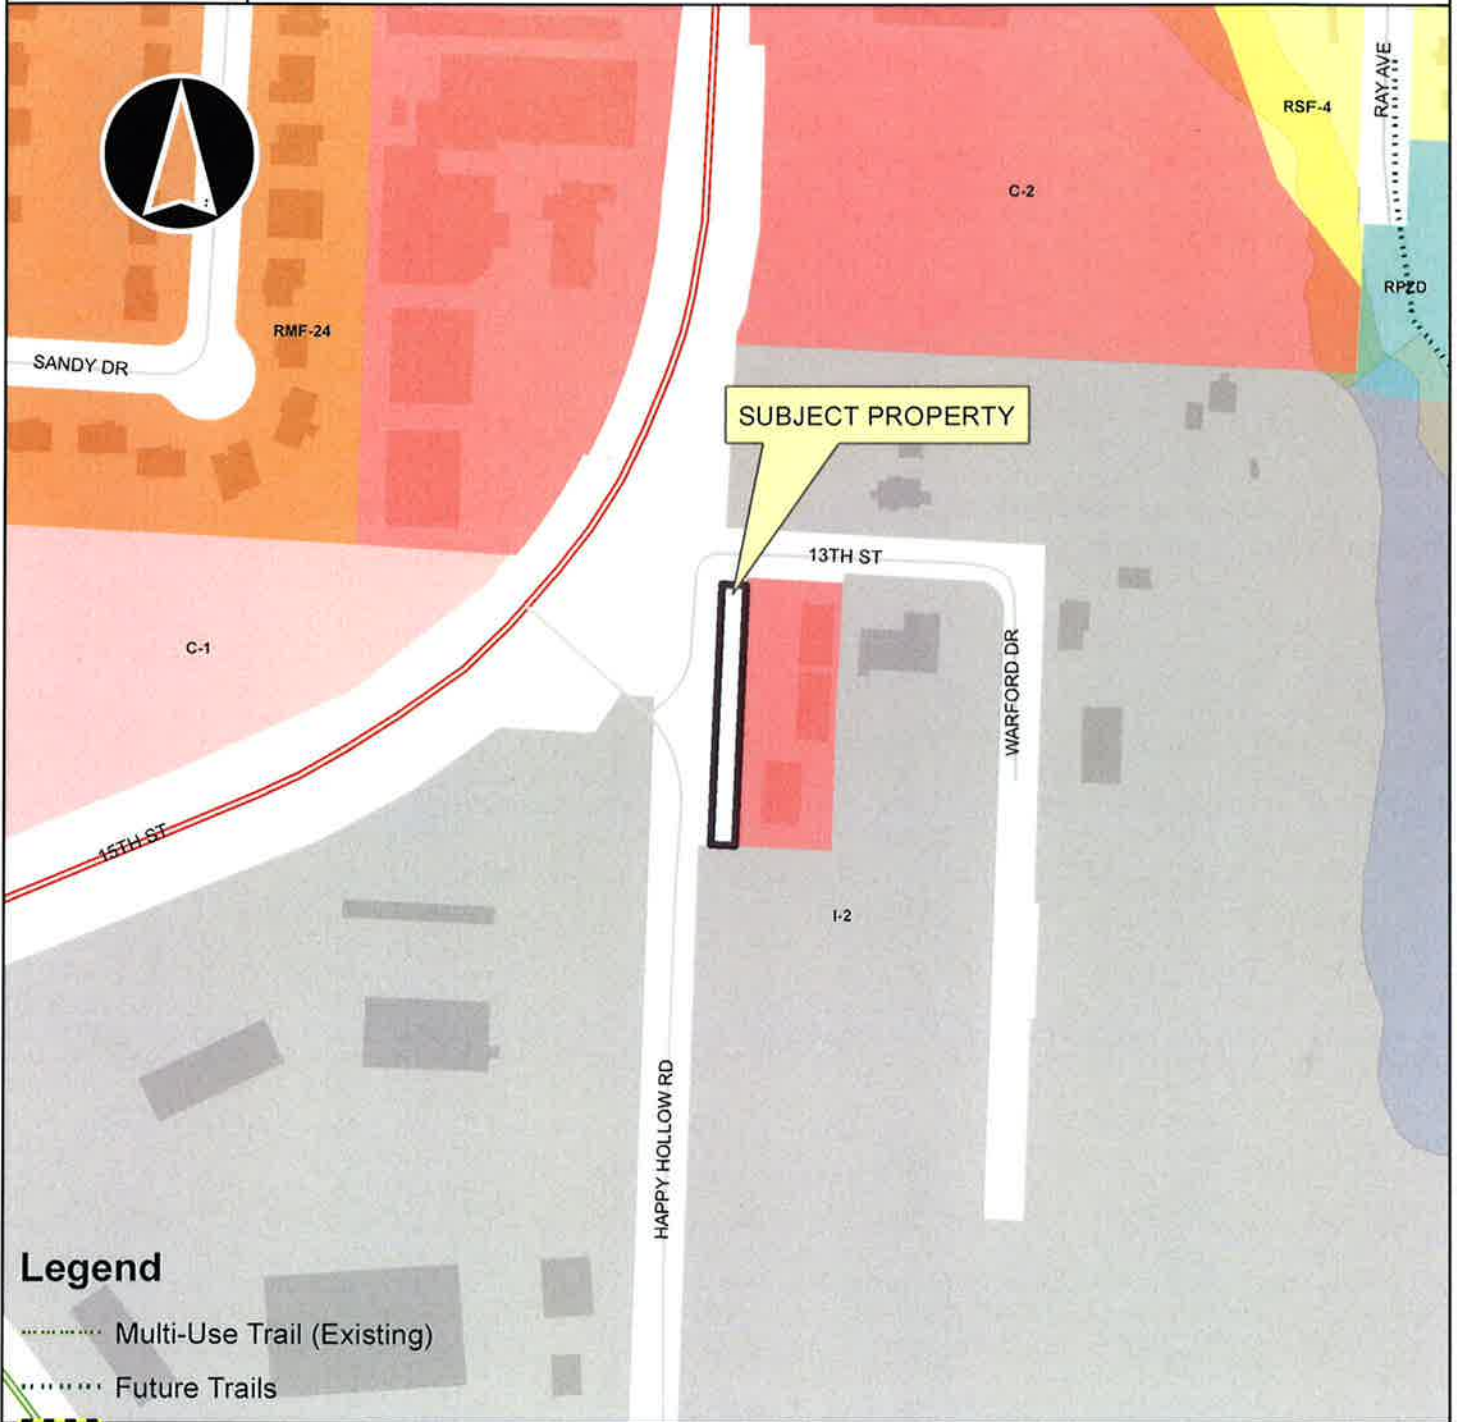 RAY AVE
RSF-4
C-2
RPZD
RMF-24
SANDY DR
SUBJECT PROPERTY
13TH ST
C-1
WARFORD DR
15TH ST
I-2
HAPPY HOLLOW RD
Legend
Multi-Use Trail (Existing)
Future Trails